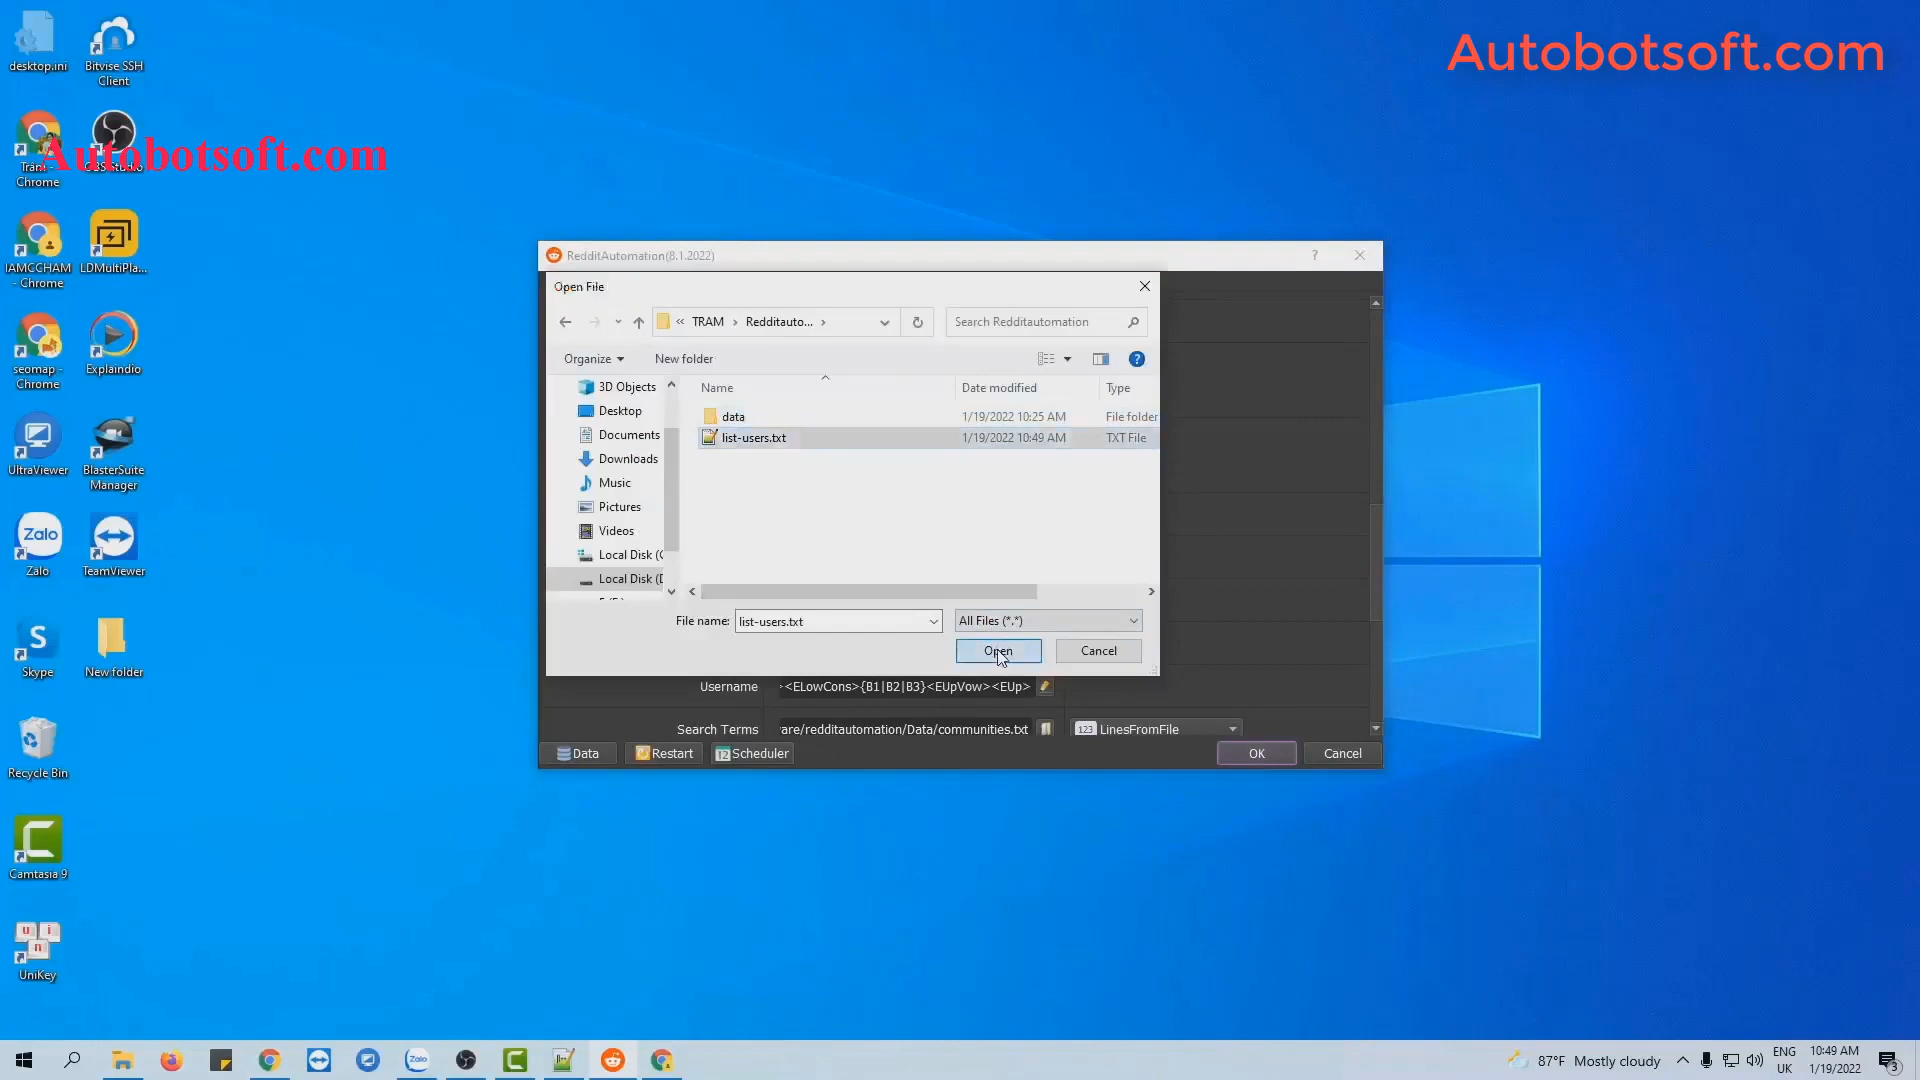 Autobotsoft.com
desktop.ini
Bitvise SSH
Client
Autobotsoft.com
Chrome
IAMCCHAM
- Chrome
LDMultiPla...
seomap -
Chrome
Explaindio
UltraViewer
BlasterSuite
Manager
Zalo
Zalo
TeamViewer
Skype
New folder
Recycle Bin
Camtasia 9
UniKey
RedditAutomation(8.1.2022)
?
Open File
« TRAM › Redditauto... ›
Search Redditautomation
Organize
New folder
Name
Date modified
Type
3D Objects
Desktop
Documents
Downloads
Music
Pictures
Videos
Local Disk (C
Local Disk (D
data
1/19/2022 10:25 AM
File folder
list-users.txt
1/19/2022 10:49 AM
TXT File
File name:
list-users.txt
All Files (*.*)
Open
Cancel
Username
><ELowCons>{B1|B2|B3}<EUpVow><EUp>
Search Terms
are/redditautomation/Data/communities.txt
123 LinesFromFile
Data
Restart
12 Scheduler
OK
Cancel
Zalo
87°F Mostly cloudy
ENG
UK
10:49 AM
1/19/2022
3